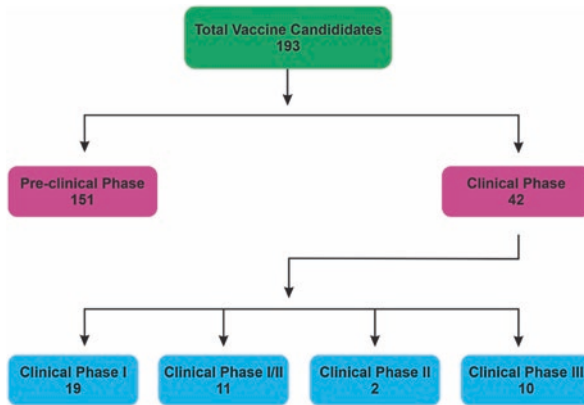 Total Vaccine Candididates
193
Pre-clinical Phase
151
Clinical Phase
42
Clinical Phase I
19
Clinical Phase I/II
11
Clinical Phase II
2
Clinical Phase III
10